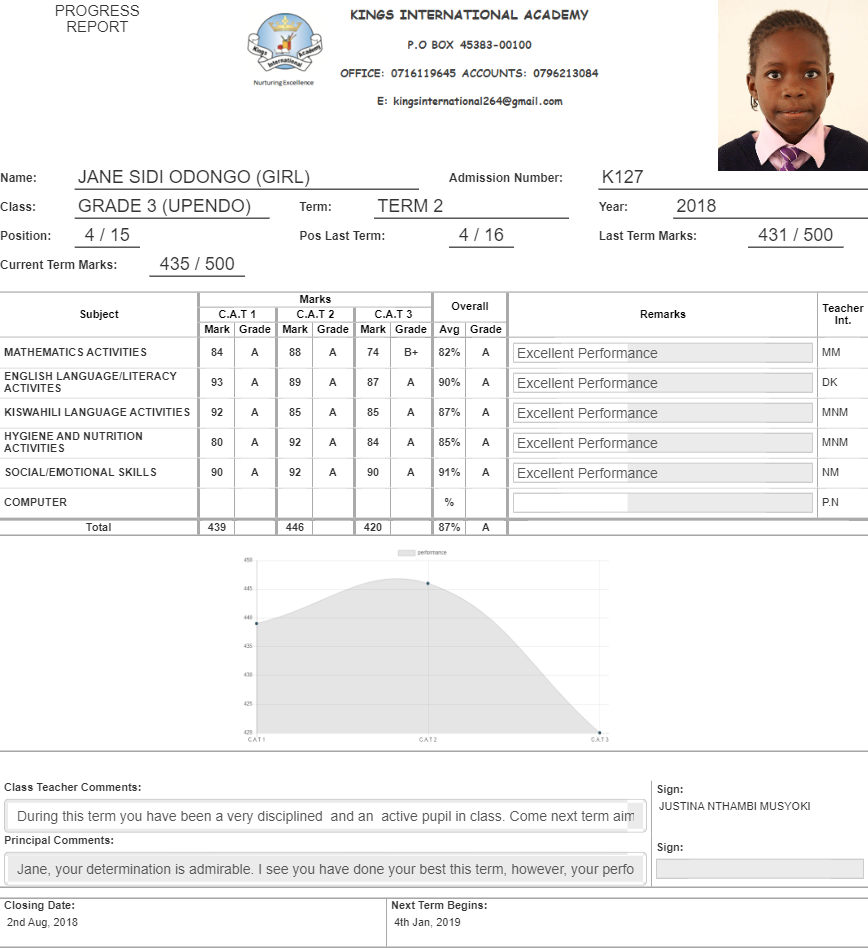 PROGRESS
REPORT
KINGS INTERNATIONAL ACADEMY
P.O BOX 45383-00100
OFFICE: 0716119645 ACCOUNTS: 0796213084
E: kingsinternational264@gmail.com
Kings Academy
International
Nurturing Excellence
Name: JANE SIDI ODONGO (GIRL) Admission Number: K127
Class: GRADE 3 (UPENDO) Term: TERM 2 Year: 2018
Position: 4 / 15 Pos Last Term: 4 / 16 Last Term Marks: 431 / 500
Current Term Marks: 435 / 500
Subject Marks Overall Remarks Teacher Int.
C.A.T 1 C.A.T 2 C.A.T 3
Mark Grade Mark Grade Mark Grade Avg Grade
MATHEMATICS ACTIVITIES 84 A 88 A 74 B+ 82% A Excellent Performance MM
ENGLISH LANGUAGE/LITERACY ACTIVITES 93 A 89 A 87 A 90% A Excellent Performance DK
KISWAHILI LANGUAGE ACTIVITIES 92 A 85 A 85 A 87% A Excellent Performance MNM
HYGIENE AND NUTRITION ACTIVITIES 80 A 92 A 84 A 85% A Excellent Performance MNM
SOCIAL/EMOTIONAL SKILLS 90 A 92 A 90 A 91% A Excellent Performance NM
COMPUTER % P.N
Total 439 446 420 87% A
performance
450
445
440
435
430
425
420
C.A.T 1 C.A.T 2 C.A.T 3
Class Teacher Comments:
During this term you have been a very disciplined and an active pupil in class. Come next term aim
Sign:
JUSTINA NTHAMBI MUSYOKI
Principal Comments:
Jane, your determination is admirable. I see you have done your best this term, however, your perfo
Sign:
Closing Date: Next Term Begins:
2nd Aug, 2018 4th Jan, 2019